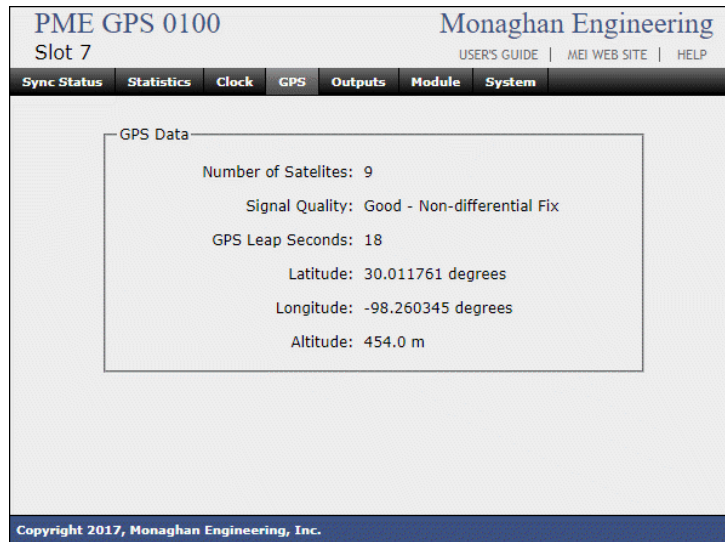 PME GPS 0100
Monaghan Engineering
Slot 7
USER'S GUIDE | MEI WEB SITE | HELP
Sync Status Statistics Clock GPS Outputs Module System
GPS Data
Number of Satelites: 9
Signal Quality: Good - Non-differential Fix
GPS Leap Seconds: 18
Latitude: 30.011761 degrees
Longitude: -98.260345 degrees
Altitude: 454.0 m
Copyright 2017, Monaghan Engineering, Inc.